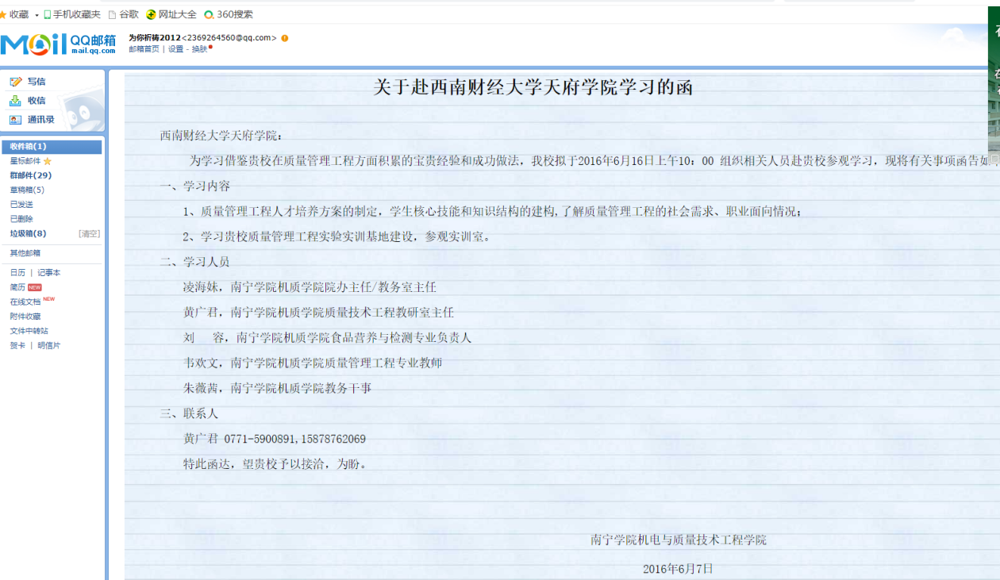 收藏 手机收藏夹 谷歌 网址大全 360搜索
Mail QQ邮箱 mail.qq.com
为你祈祷2012<2369264560@qq.com>
邮箱首页 | 设置 - 换肤
写信
收信
通讯录
收件箱(1)
星标邮件
群邮件(29)
草稿箱(5)
已发送
已删除
垃圾箱(8) [清空]
其他邮箱
日历 | 记事本
简历 NEW
在线文档 NEW
附件收藏
文件中转站
贺卡 | 明信片
关于赴西南财经大学天府学院学习的函
西南财经大学天府学院：
为学习借鉴贵校在质量管理工程方面积累的宝贵经验和成功做法，我校拟于2016年6月16日上午10：00 组织相关人员赴贵校参观学习，现将有关事项函告如
一、学习内容
1、质量管理工程人才培养方案的制定，学生核心技能和知识结构的建构,了解质量管理工程的社会需求、职业面向情况；
2、学习贵校质量管理工程实验实训基地建设，参观实训室。
二、学习人员
凌海妹，南宁学院机质学院院办主任/教务室主任
黄广君，南宁学院机质学院质量技术工程教研室主任
刘 容，南宁学院机质学院食品营养与检测专业负责人
韦欢文，南宁学院机质学院质量管理工程专业教师
朱薇茜，南宁学院机质学院教务干事
三、联系人
黄广君 0771-5900891,15878762069
特此函达，望贵校予以接洽，为盼。
南宁学院机电与质量技术工程学院
2016年6月7日